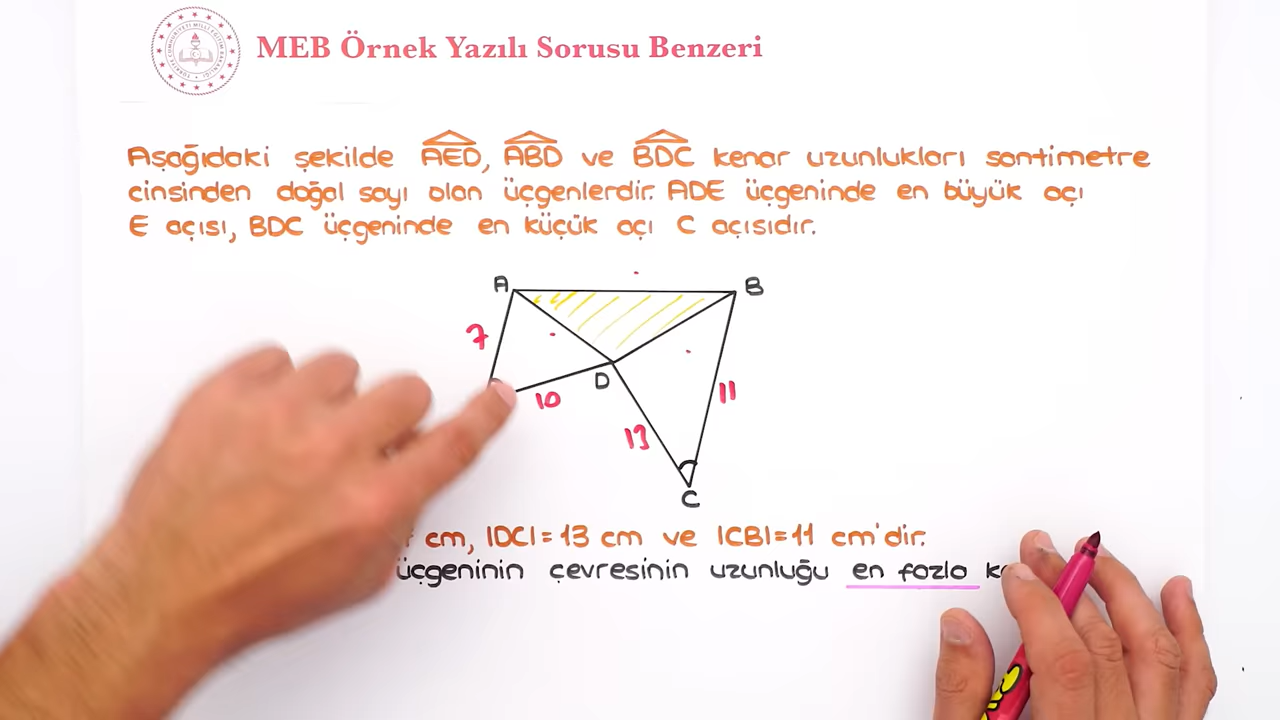 MEB Örnek Yazılı Sorusu Benzeri
Aşağıdaki şekilde AED, ABD ve BDC kenar uzunlukları santimetre
cinsinden doğal sayı olan üçgenlerdir. ADE üçgeninde en büyük açı
E açısı, BDC üçgeninde en küçük açı C açısıdır.
A
B
7
D
10
11
13
C
cm, |DC|=13 cm ve |CB|=11 cm'dir.
üçgeninin çevresinin uzunluğu en fazla